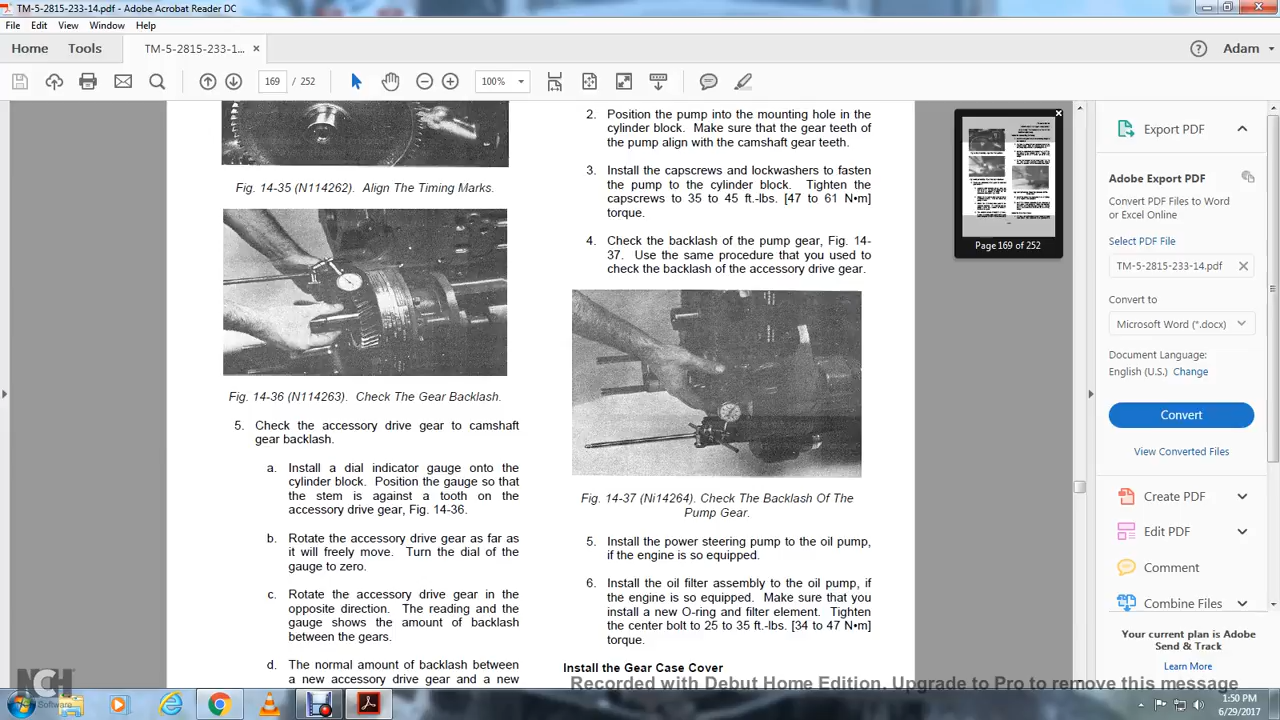 TM-5-2815-233-14.pdf - Adobe Acrobat Reader DC
File Edit View Window Help
Home Tools TM-5-2815-233-1... ×
169 / 252 100%
Adam
Fig. 14-35 (N114262). Align The Timing Marks.
Fig. 14-36 (N114263). Check The Gear Backlash.
5. Check the accessory drive gear to camshaft
gear backlash.
a. Install a dial indicator gauge onto the
cylinder block. Position the gauge so that
the stem is against a tooth on the
accessory drive gear, Fig. 14-36.
b. Rotate the accessory drive gear as far as
it will freely move. Turn the dial of the
gauge to zero.
c. Rotate the accessory drive gear in the
opposite direction. The reading and the
gauge shows the amount of backlash
between the gears.
d. The normal amount of backlash between
a new accessory drive gear and a new
2. Position the pump into the mounting hole in the
cylinder block. Make sure that the gear teeth of
the pump align with the camshaft gear teeth.
3. Install the capscrews and lockwashers to fasten
the pump to the cylinder block. Tighten the
capscrews to 35 to 45 ft.-lbs. [47 to 61 N•m]
torque.
4. Check the backlash of the pump gear, Fig. 14-
37. Use the same procedure that you used to
check the backlash of the accessory drive gear.
Fig. 14-37 (Ni14264). Check The Backlash Of The
Pump Gear.
5. Install the power steering pump to the oil pump,
if the engine is so equipped.
6. Install the oil filter assembly to the oil pump, if
the engine is so equipped. Make sure that you
install a new O-ring and filter element. Tighten
the center bolt to 25 to 35 ft.-lbs. [34 to 47 N•m]
torque.
Install the Gear Case Cover
Page 169 of 252
Export PDF
Adobe Export PDF
Convert PDF Files to Word
or Excel Online
Select PDF File
TM-5-2815-233-14.pdf
Convert to
Microsoft Word (*.docx)
Document Language:
English (U.S.) Change
Convert
View Converted Files
Create PDF
Edit PDF
Comment
Combine Files
Your current plan is Adobe
Send & Track
Learn More
NCH
Software
Recorded with Debut Home Edition. Upgrade to Pro to remove this message
1:50 PM
6/29/2017